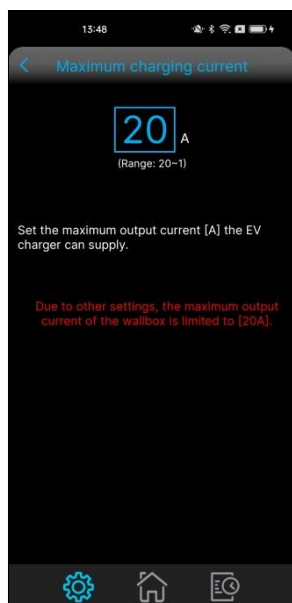 13:48
Maximum charging current
20 A
(Range: 20~1)
Set the maximum output current [A] the EV
charger can supply.
Due to other settings, the maximum output
current of the wallbox is limited to [20A].